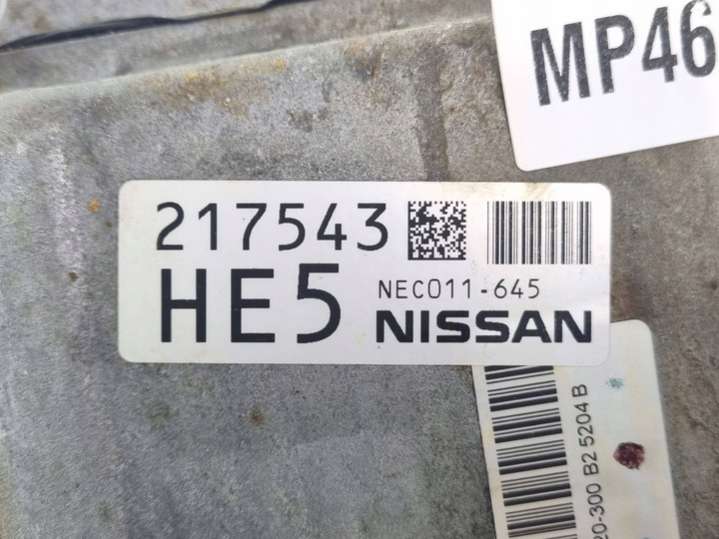 MP46
217543
HE5
NEC011-645
NISSAN
20-300 B2 5204 B